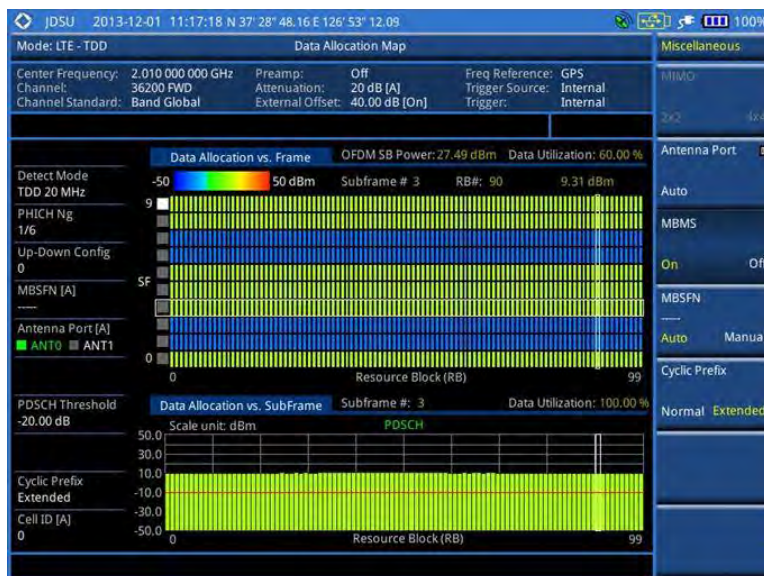 JDSU 2013-12-01 11:17:18 N 37' 28" 48.16 E 126' 53" 12.09 100%
Mode: LTE - TDD Data Allocation Map Miscellaneous
Center Frequency: 2.010 000 000 GHz Preamp: Off Freq Reference: GPS
Channel: 36200 FWD Attenuation: 20 dB [A] Trigger Source: Internal
Channel Standard: Band Global External Offset: 40.00 dB [On] Trigger: Internal
MIMO
2x2 4x4
Data Allocation vs. Frame OFDM SB Power: 27.49 dBm Data Utilization: 60.00 %
-50 50 dBm Subframe # 3 RB#: 90 9.31 dBm
Detect Mode
TDD 20 MHz
PHICH Ng
1/6
Up-Down Config
0
MBSFN [A]
-----
Antenna Port [A]
ANT0 ANT1
9
SF
0
0 Resource Block (RB) 99
Antenna Port
Auto
MBMS
On Off
MBSFN
-----
Auto Manua
Cyclic Prefix
Normal Extended
PDSCH Threshold
-20.00 dB
Cyclic Prefix
Extended
Cell ID [A]
0
Data Allocation vs. SubFrame Subframe #: 3 Data Utilization: 100.00 %
Scale unit: dBm PDSCH
50.0
30.0
10.0
-10.0
-30.0
-50.0
0 Resource Block (RB) 99